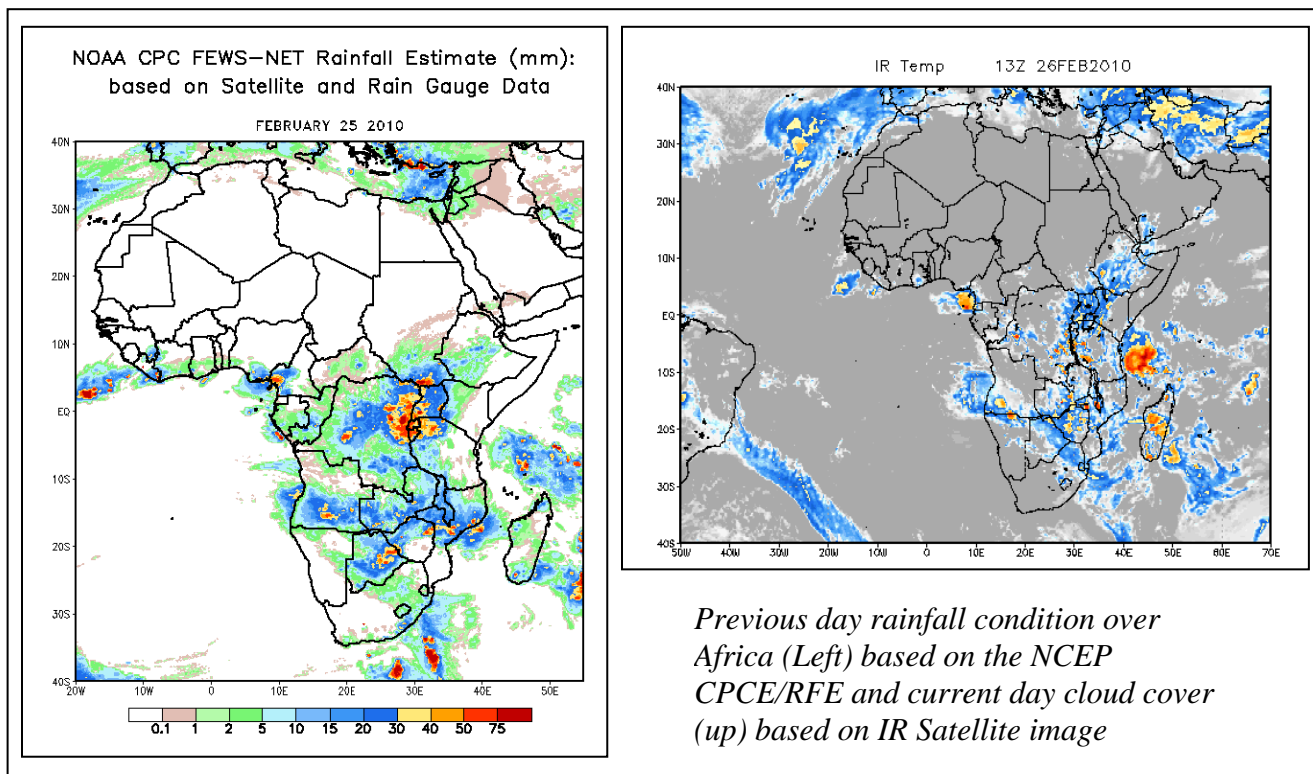 NOAA CPC FEWS-NET Rainfall Estimate (mm):
based on Satellite and Rain Gauge Data
FEBRUARY 25 2010
40N
30N
20N
10N
EQ
10S
20S
30S
40S
20W 10W 0 10E 20E 30E 40E 50E
0.1 1 2 5 10 15 20 30 40 50 75
IR Temp 13Z 26FEB2010
40N
30N
20N
10N
EQ
10S
20S
30S
40S
50W 40W 30W 20W 10W 0 10E 20E 30E 40E 50E 60E 70E
Previous day rainfall condition over
Africa (Left) based on the NCEP
CPCE/RFE and current day cloud cover
(up) based on IR Satellite image